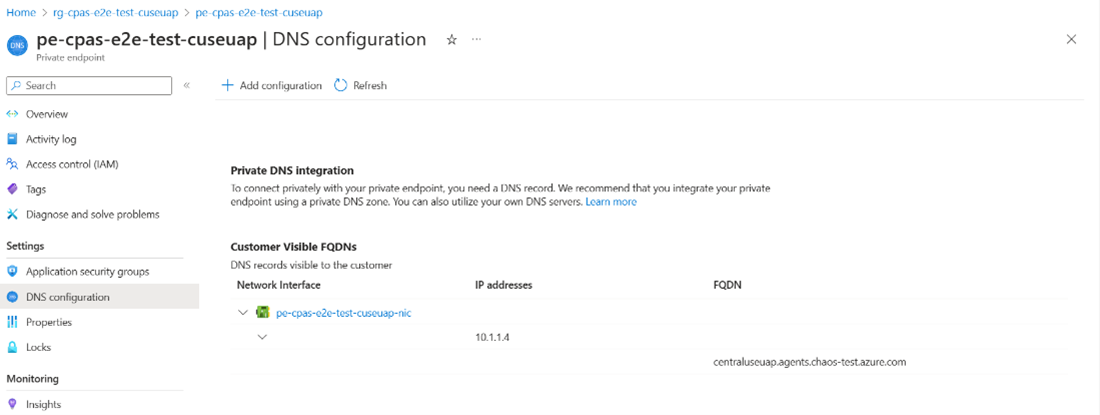 Home > rg-cpas-e2e-test-cuseuap > pe-cpas-e2e-test-cuseuap >
pe-cpas-e2e-test-cuseuap | DNS configuration
DNS
Private endpoint
Search
Overview
Activity log
Access control (IAM)
Tags
Diagnose and solve problems
Settings
Application security groups
DNS configuration
Properties
Locks
Monitoring
Insights
Add configuration
Refresh
Private DNS integration
To connect privately with your private endpoint, you need a DNS record. We recommend that you integrate your private
endpoint using a private DNS zone. You can also utilize your own DNS servers. Learn more
Customer Visible FQDNs
DNS records visible to the customer
Network Interface IP addresses FQDN
pe-cpas-e2e-test-cuseuap-nic
10.1.1.4
centraluseuap.agents.chaos-test.azure.com